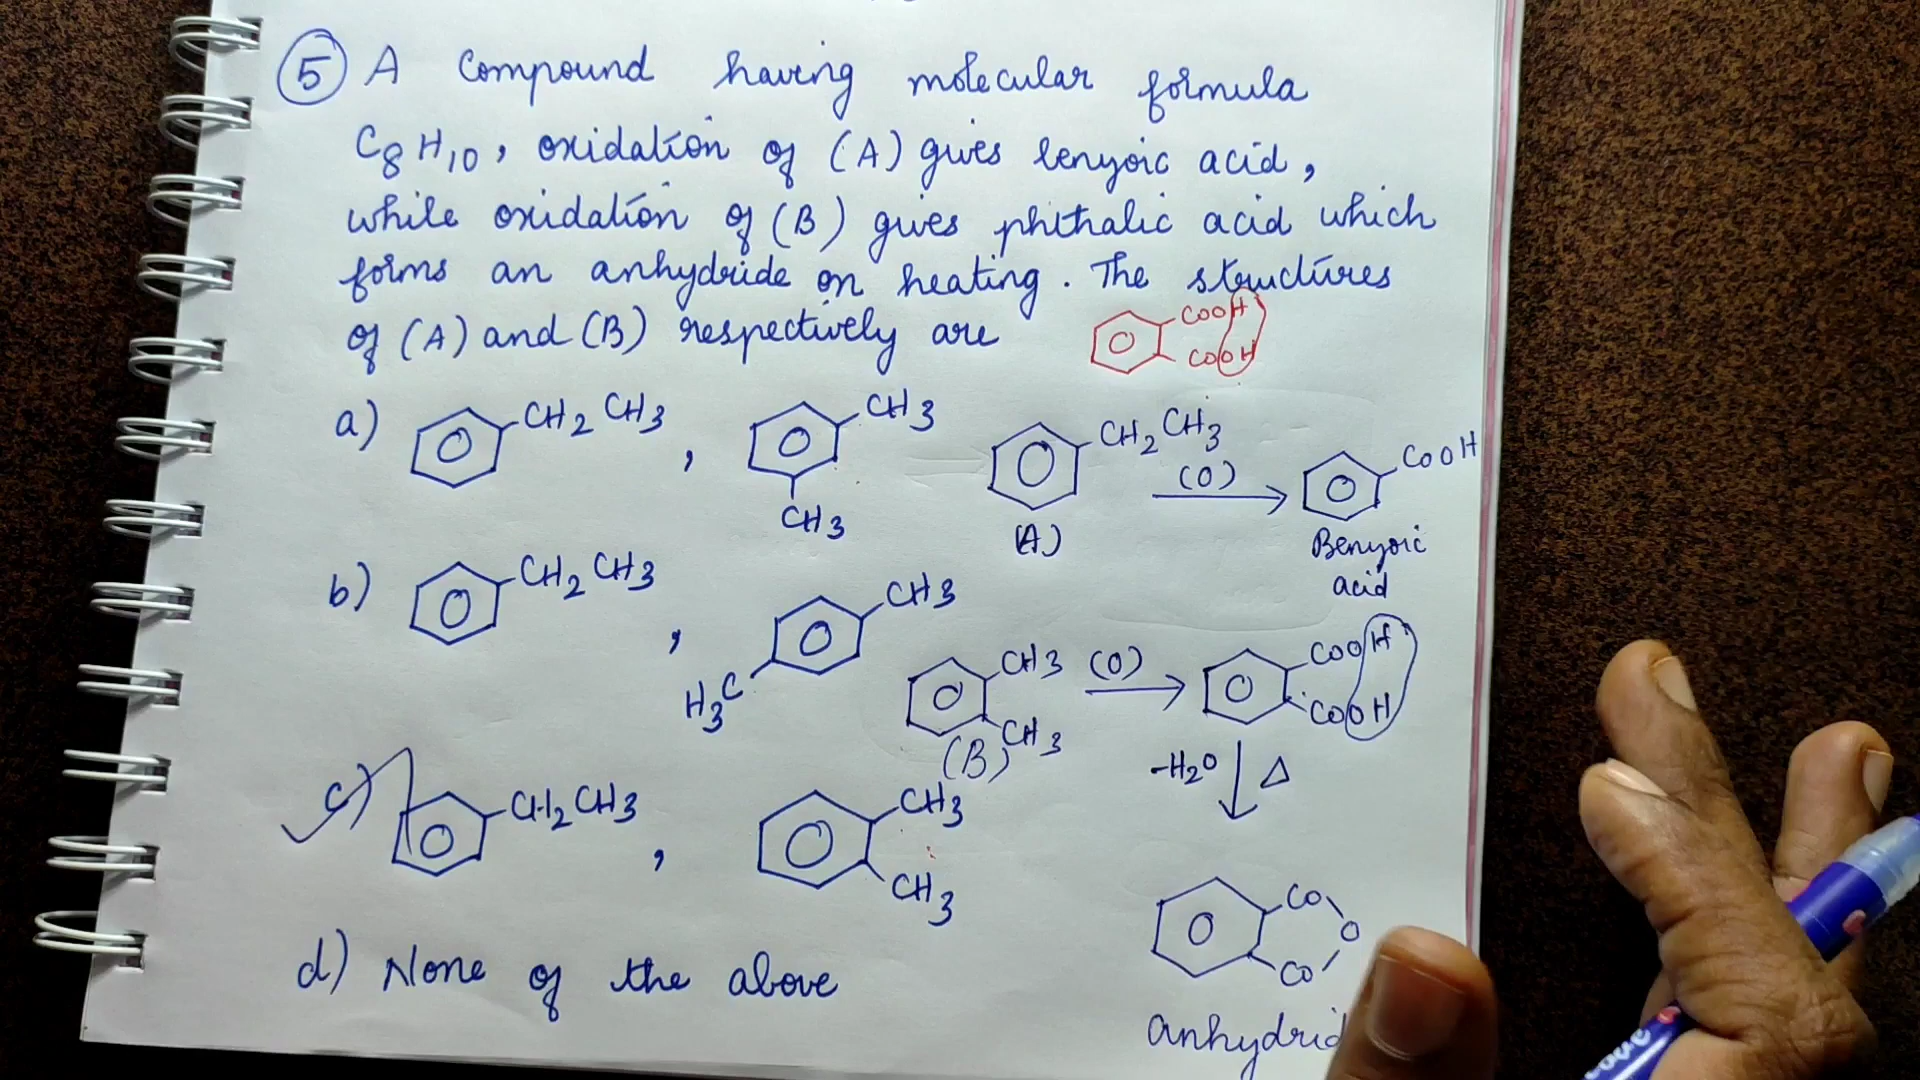 5 A compound having molecular formula
C8H10, oxidation of (A) gives benzoic acid,
while oxidation of (B) gives phthalic acid which
forms an anhydride on heating. The structures
of (A) and (B) respectively are
COOH
COOH
a) CH2CH3 , CH3
CH3
CH2CH3 (O) COOH
(A) Benzoic
acid
b) CH2CH3 , CH3
H3C
CH3 (O) COOH
CH3 COOH
(B)
-H2O Δ
c) CH2CH3 , CH3
CH3
CO
O
CO
d) None of the above